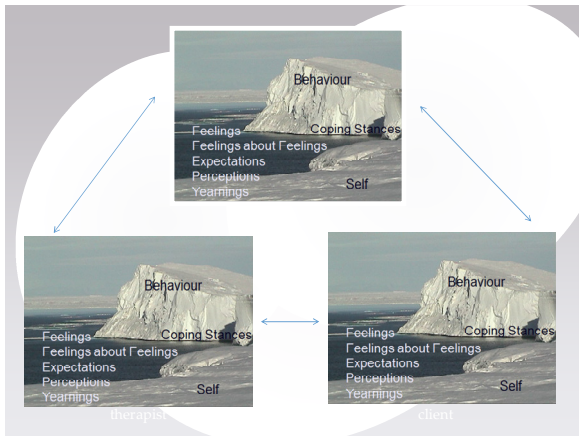 Behaviour
Coping Stances
Feelings
Feelings about Feelings
Expectations
Perceptions
Yearnings
Self
Behaviour
Coping Stances
Feelings
Feelings about Feelings
Expectations
Perceptions
Yearnings
Self
Behaviour
Coping Stances
Feelings
Feelings about Feelings
Expectations
Perceptions
Yearnings
Self
therapist
client